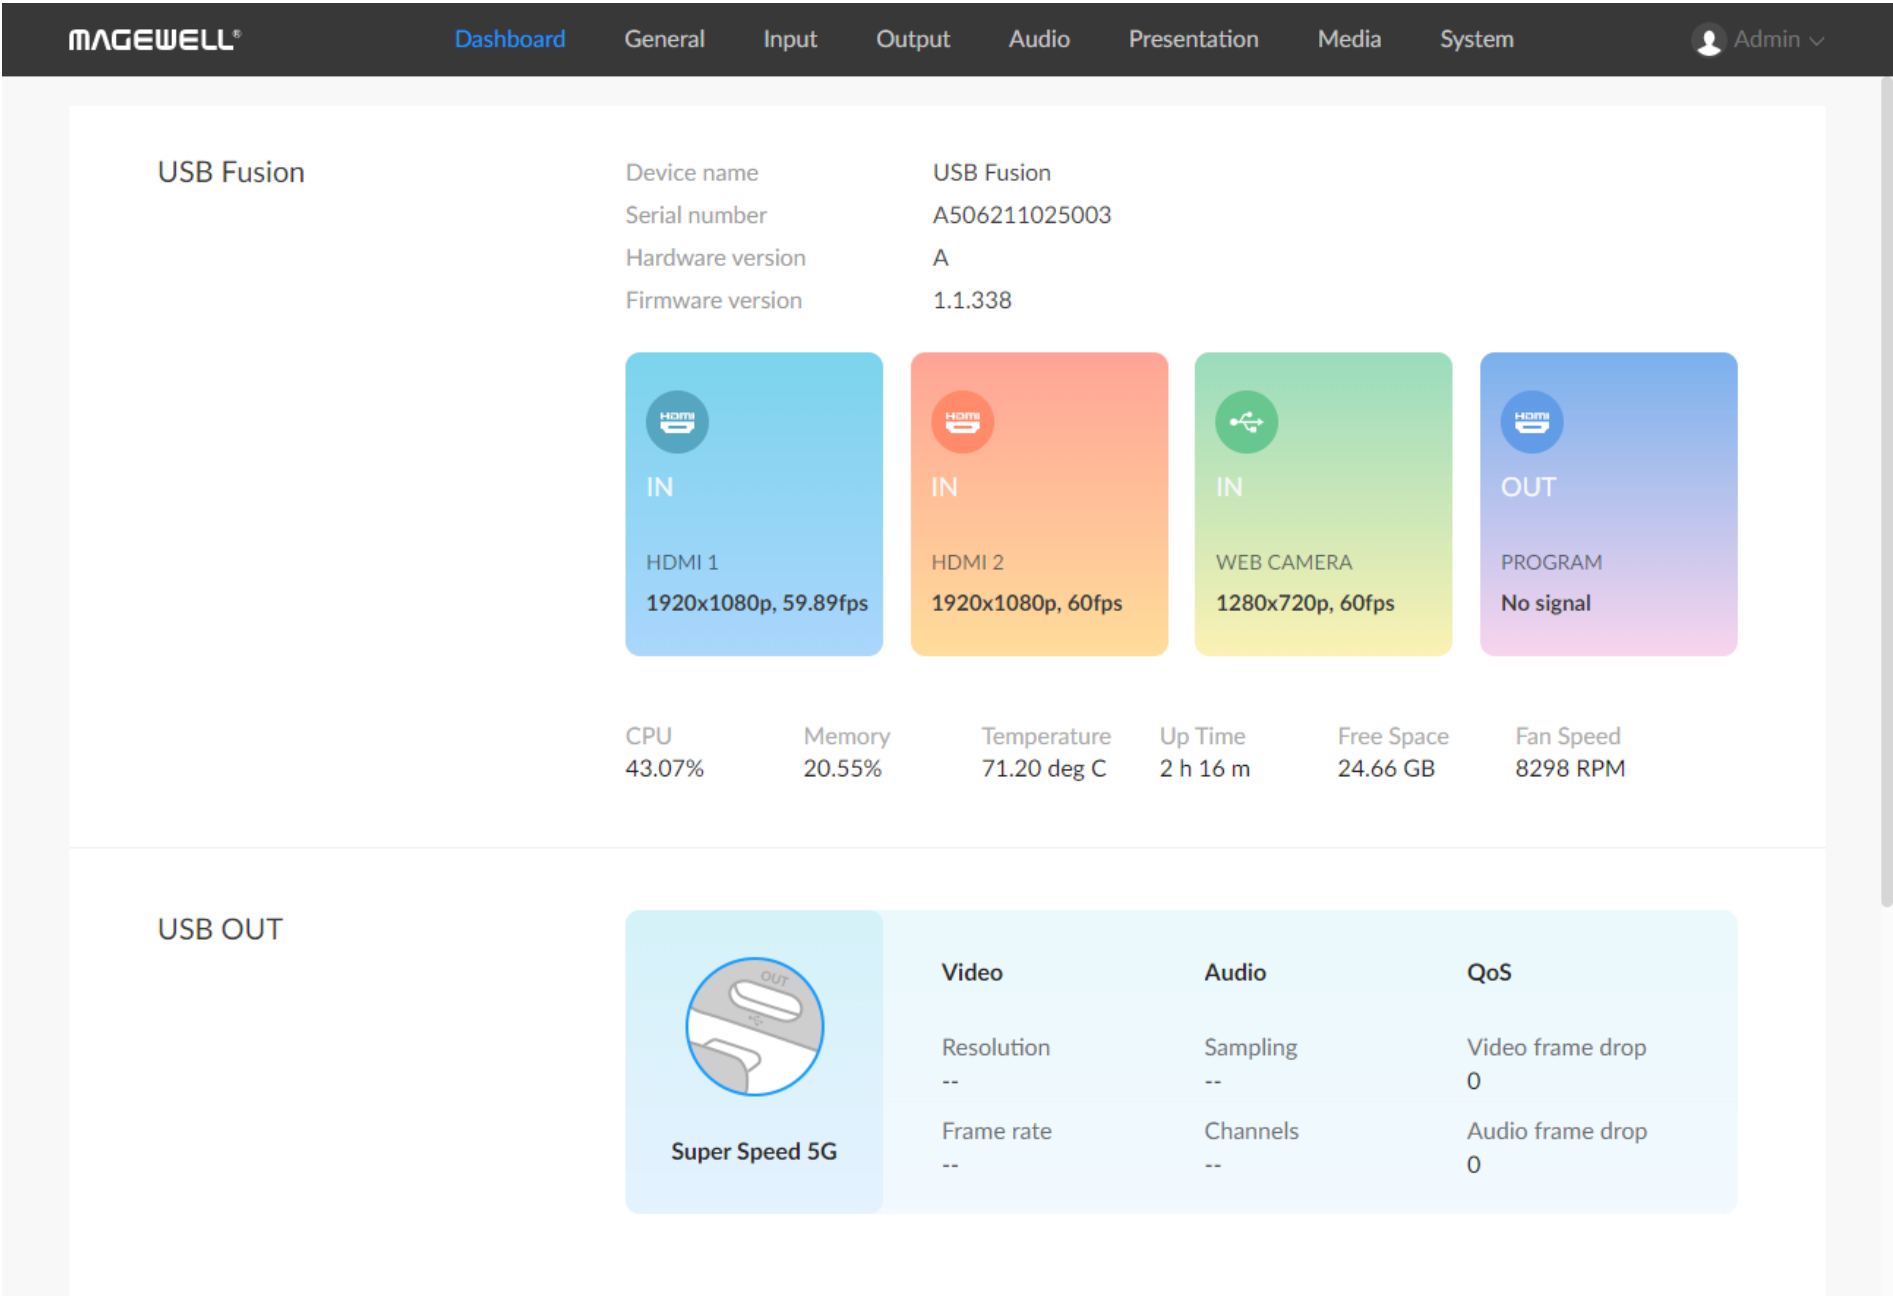 MAGEWELL®
Dashboard General Input Output Audio Presentation Media System Admin
USB Fusion
Device name USB Fusion
Serial number A506211025003
Hardware version A
Firmware version 1.1.338
HDMI HDMI HDMI
IN IN IN OUT
HDMI 1 HDMI 2 WEB CAMERA PROGRAM
1920x1080p, 59.89fps 1920x1080p, 60fps 1280x720p, 60fps No signal
CPU Memory Temperature Up Time Free Space Fan Speed
43.07% 20.55% 71.20 deg C 2 h 16 m 24.66 GB 8298 RPM
USB OUT
OUT
Super Speed 5G
Video Audio QoS
Resolution Sampling Video frame drop
-- -- 0
Frame rate Channels Audio frame drop
-- -- 0